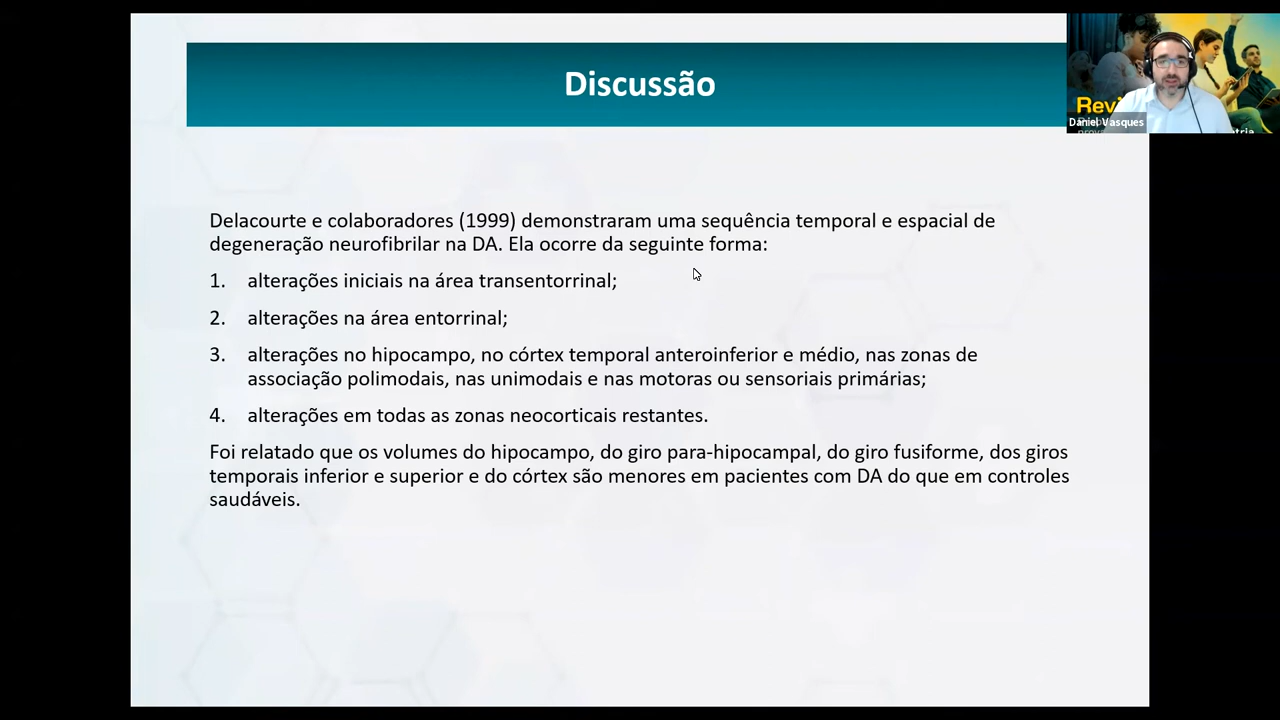 Discussão
Revi
Daniel Vasques
Delacourte e colaboradores (1999) demonstraram uma sequência temporal e espacial de
degeneração neurofibrilar na DA. Ela ocorre da seguinte forma:
1. alterações iniciais na área transentorrinal;
2. alterações na área entorrinal;
3. alterações no hipocampo, no córtex temporal anteroinferior e médio, nas zonas de
associação polimodais, nas unimodais e nas motoras ou sensoriais primárias;
4. alterações em todas as zonas neocorticais restantes.
Foi relatado que os volumes do hipocampo, do giro para-hipocampal, do giro fusiforme, dos giros
temporais inferior e superior e do córtex são menores em pacientes com DA do que em controles
saudáveis.